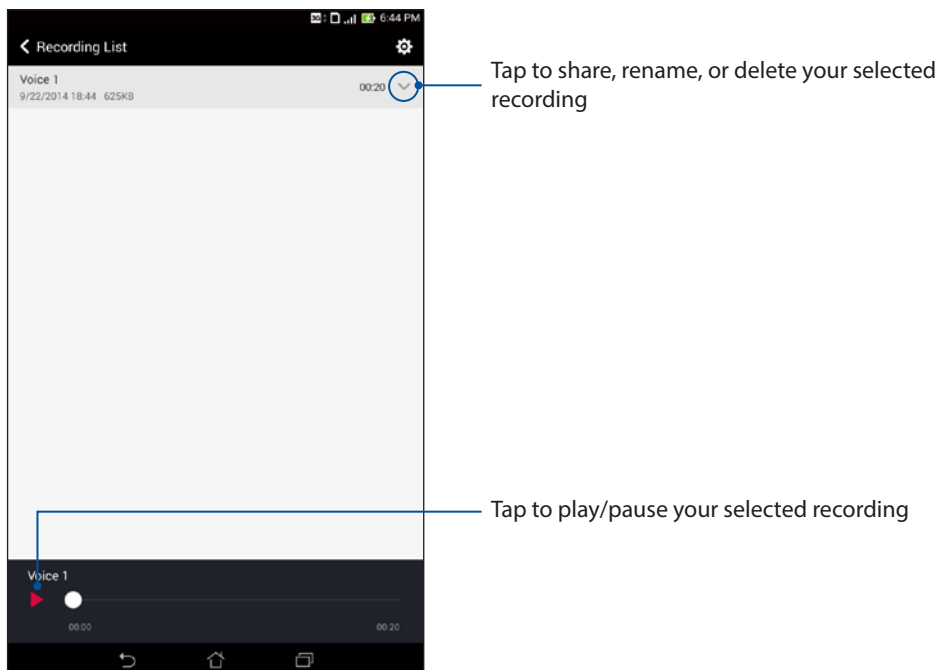 3G 6:44 PM
Recording List
Voice 1
00:20
9/22/2014 18:44 625KB
Tap to share, rename, or delete your selected
recording
Tap to play/pause your selected recording
Voice 1
00:00 00:20